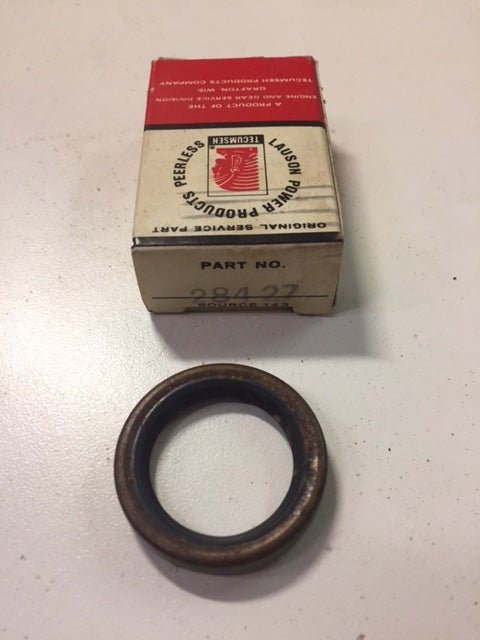 A PRODUCT OF THE
ENGINE AND GEAR SERVICE DIVISION
GRAFTON, WIS.
TECUMSEH PRODUCTS COMPANY
ORIGINAL SERVICE PART
LAUSON POWER PRODUCTS PEERLESS
TECUMSEH
PART NO.
28427
SOURCE 143